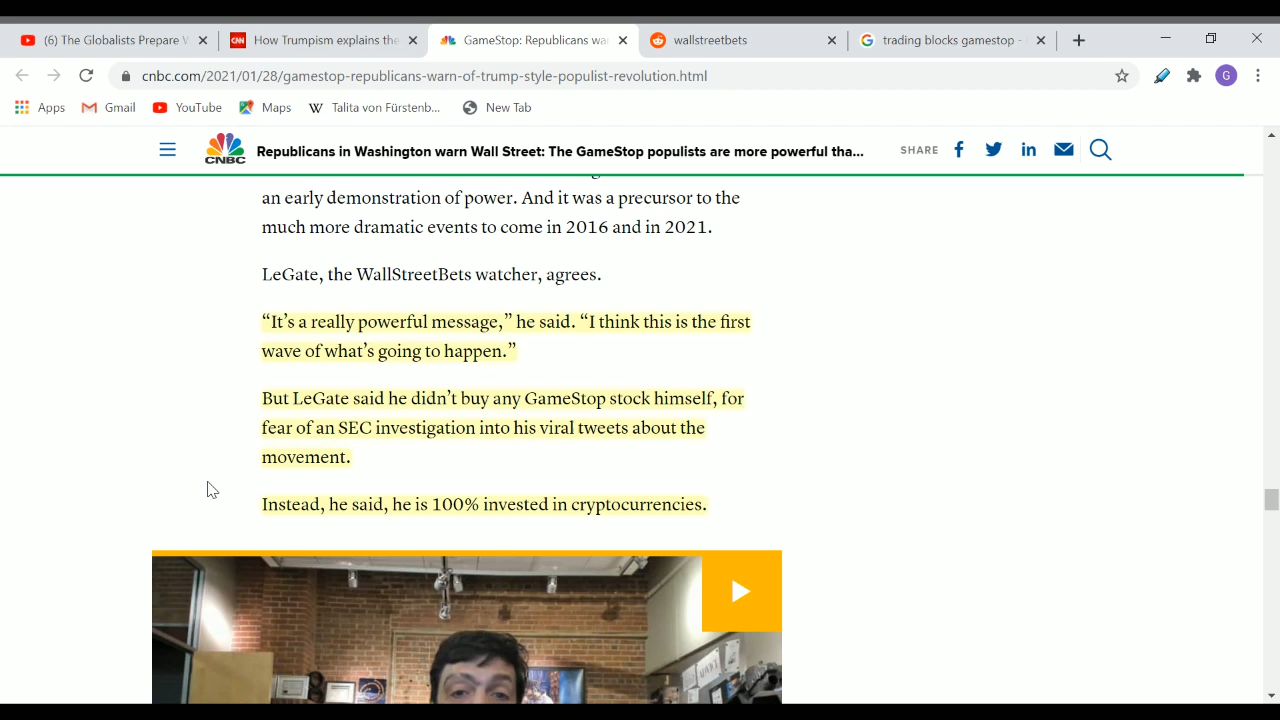 (6) The Globalists Prepare W
How Trumpism explains the
GameStop: Republicans wa
wallstreetbets
trading blocks gamestop -
cnbc.com/2021/01/28/gamestop-republicans-warn-of-trump-style-populist-revolution.html
G
Apps
Gmail
YouTube
Maps
W
Talita von Fürstenb...
New Tab
CNBC
Republicans in Washington warn Wall Street: The GameStop populists are more powerful tha...
SHARE
an early demonstration of power. And it was a precursor to the
much more dramatic events to come in 2016 and in 2021.
LeGate, the WallStreetBets watcher, agrees.
“It’s a really powerful message,” he said. “I think this is the first
wave of what’s going to happen.”
But LeGate said he didn’t buy any GameStop stock himself, for
fear of an SEC investigation into his viral tweets about the
movement.
Instead, he said, he is 100% invested in cryptocurrencies.